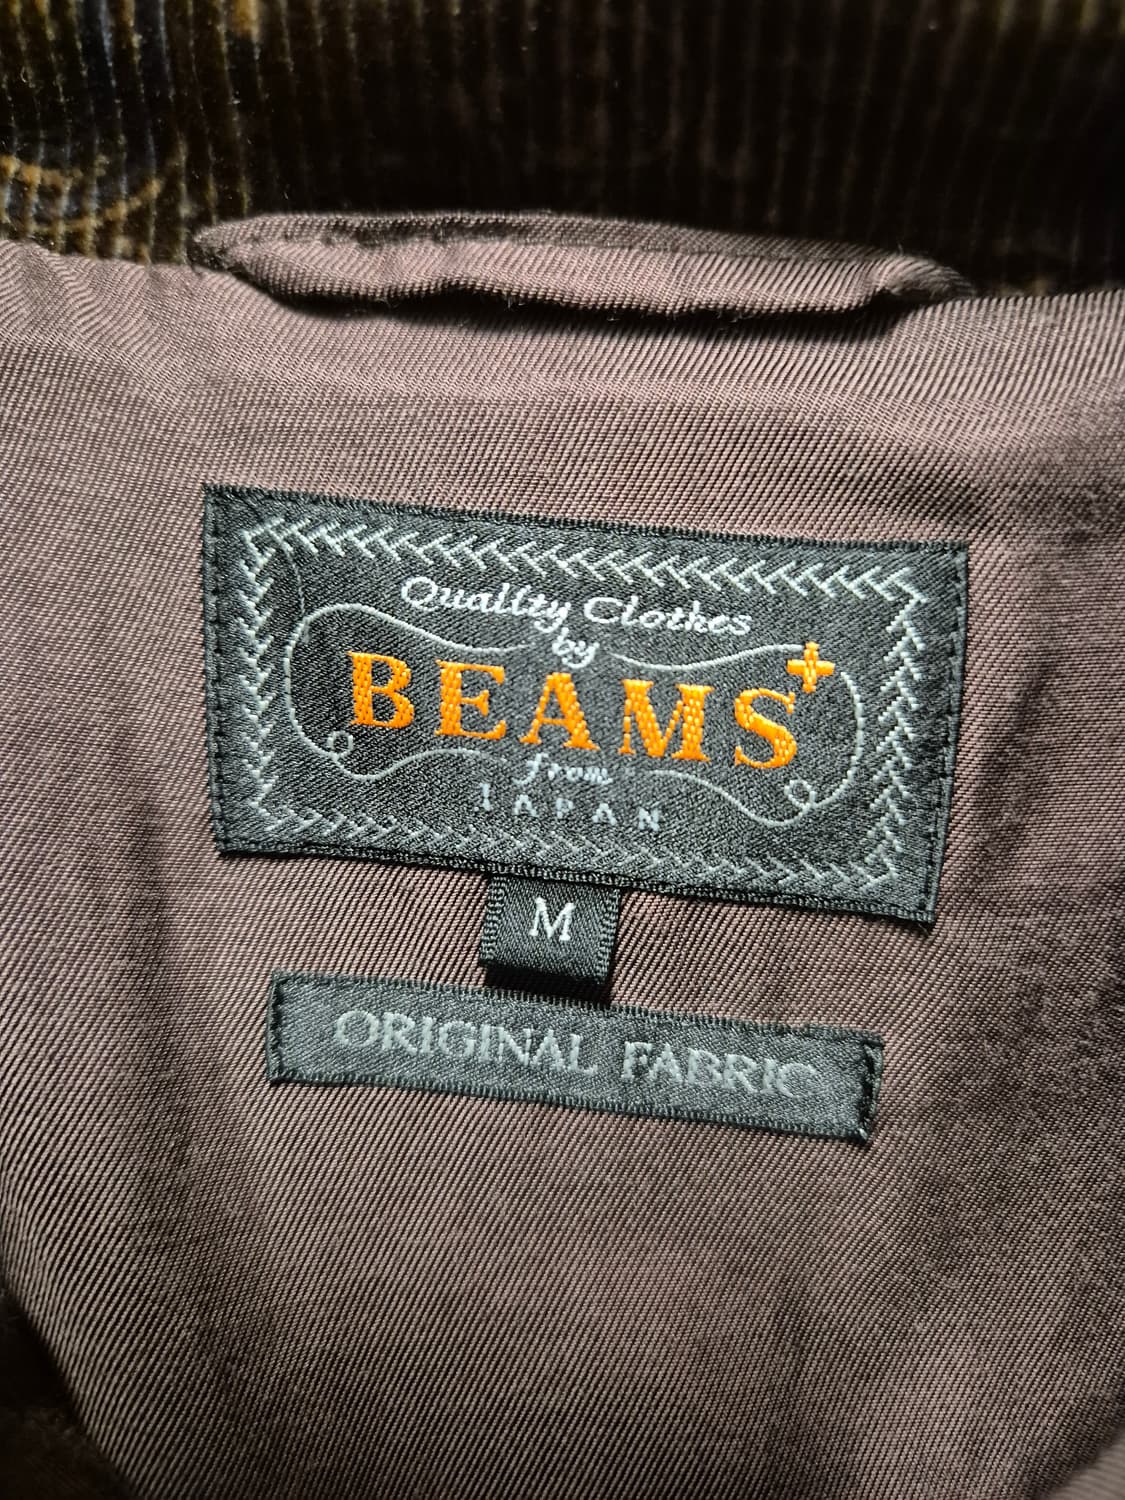 Quality Clothes
by
BEAMS+
from
JAPAN
M
ORIGINAL FABRIC